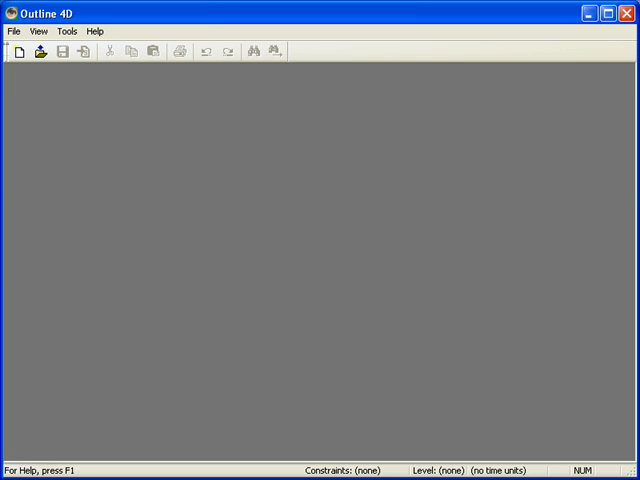 Outline 4D
File View Tools Help
For Help, press F1 Constraints: (none) Level: (none) (no time units) NUM